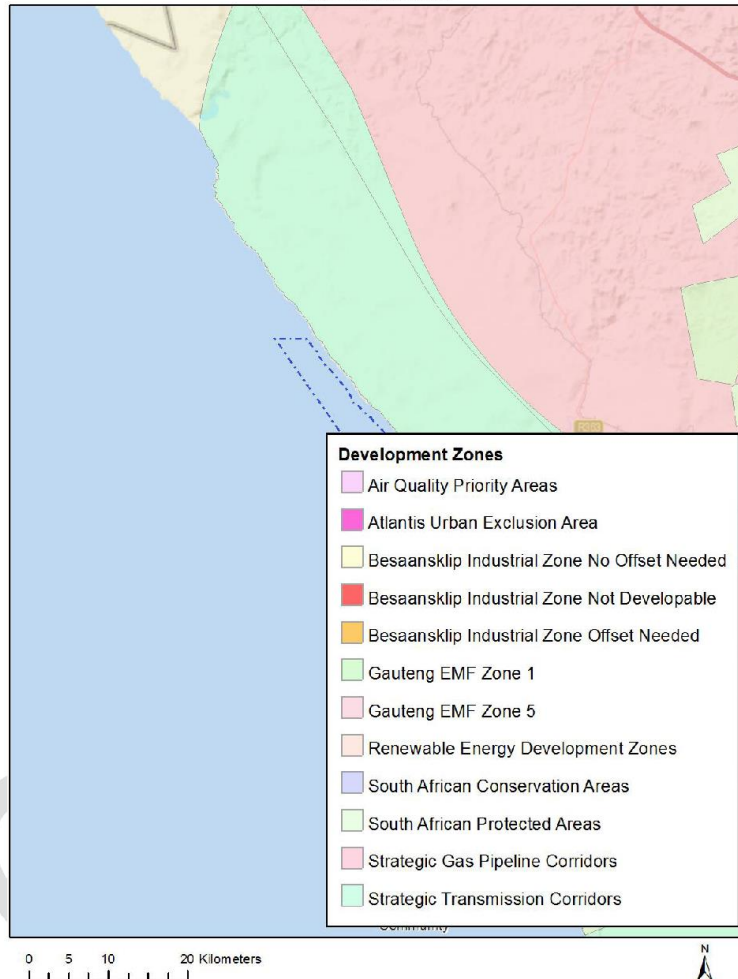 R363
Development Zones
Air Quality Priority Areas
Atlantis Urban Exclusion Area
Besaansklip Industrial Zone No Offset Needed
Besaansklip Industrial Zone Not Developable
Besaansklip Industrial Zone Offset Needed
Gauteng EMF Zone 1
Gauteng EMF Zone 5
Renewable Energy Development Zones
South African Conservation Areas
South African Protected Areas
Strategic Gas Pipeline Corridors
Strategic Transmission Corridors
Community
0 5 10 20 Kilometers
N